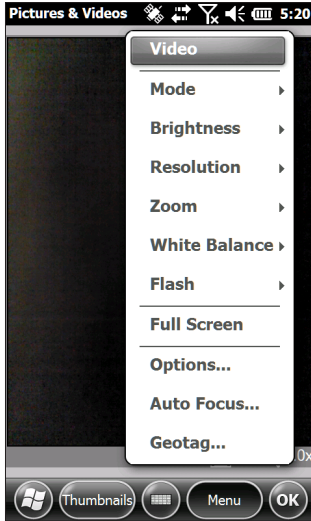 Pictures & Videos 5:20
Video
Mode
Brightness
Resolution
Zoom
White Balance
Flash
Full Screen
Options...
Auto Focus...
Geotag...
.0x
Thumbnails Menu OK